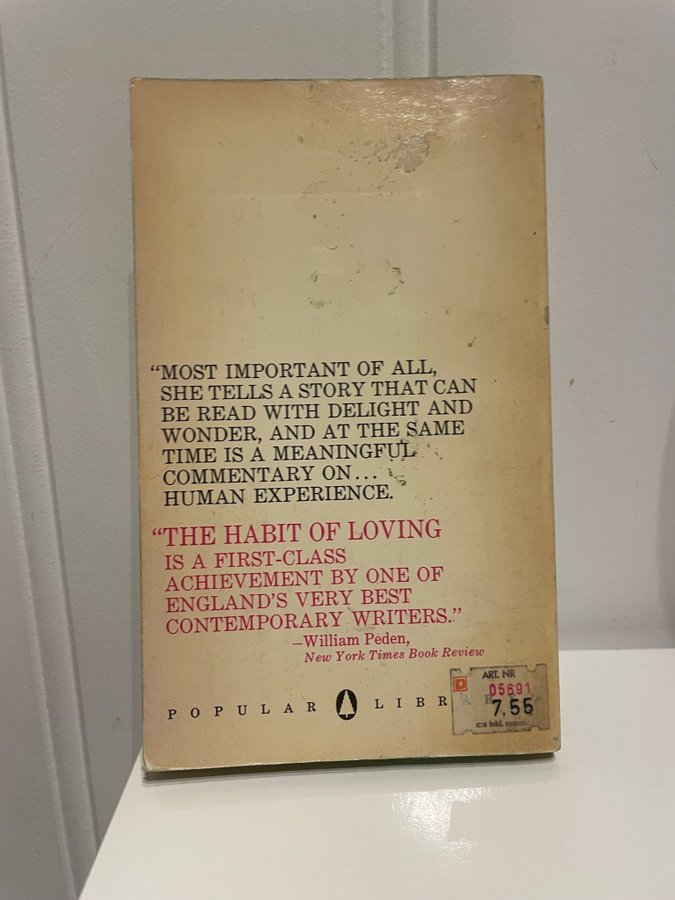 “MOST IMPORTANT OF ALL,
SHE TELLS A STORY THAT CAN
BE READ WITH DELIGHT AND
WONDER, AND AT THE SAME
TIME IS A MEANINGFUL
COMMENTARY ON...
HUMAN EXPERIENCE.
“THE HABIT OF LOVING
IS A FIRST-CLASS
ACHIEVEMENT BY ONE OF
ENGLAND’S VERY BEST
CONTEMPORARY WRITERS.”
—William Peden,
New York Times Book Review
POPULAR LIBR
ART. NR
05691
7.55
c:a inkl.